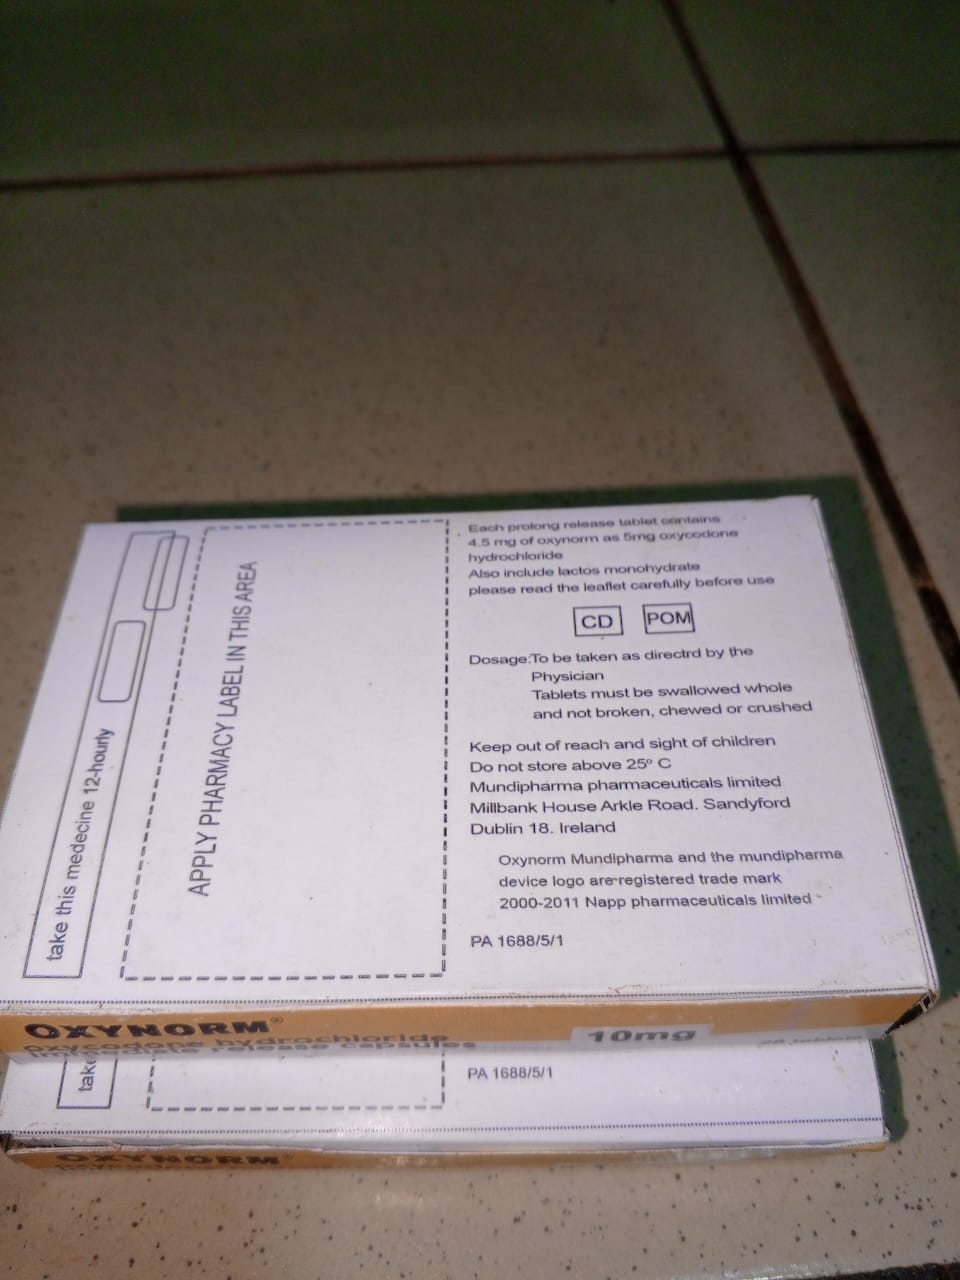 take this medecine 12-hourly
APPLY PHARMACY LABEL IN THIS AREA
Each prolong release tablet contains
4.5 mg of oxynorm as 5mg oxycodone
hydrochloride
Also include lactos monohydrate
please read the leaflet carefully before use
CD POM
Dosage:To be taken as directrd by the
Physician
Tablets must be swallowed whole
and not broken, chewed or crushed
Keep out of reach and sight of children
Do not store above 25º C
Mundipharma pharmaceuticals limited
Millbank House Arkle Road. Sandyford
Dublin 18. Ireland
Oxynorm Mundipharma and the mundipharma
device logo are registered trade mark
2000-2011 Napp pharmaceuticals limited
PA 1688/5/1
OXYNORM®
oxycodone hydrochloride
immediate release capsules
10mg
take
PA 1688/5/1
OXYNORM